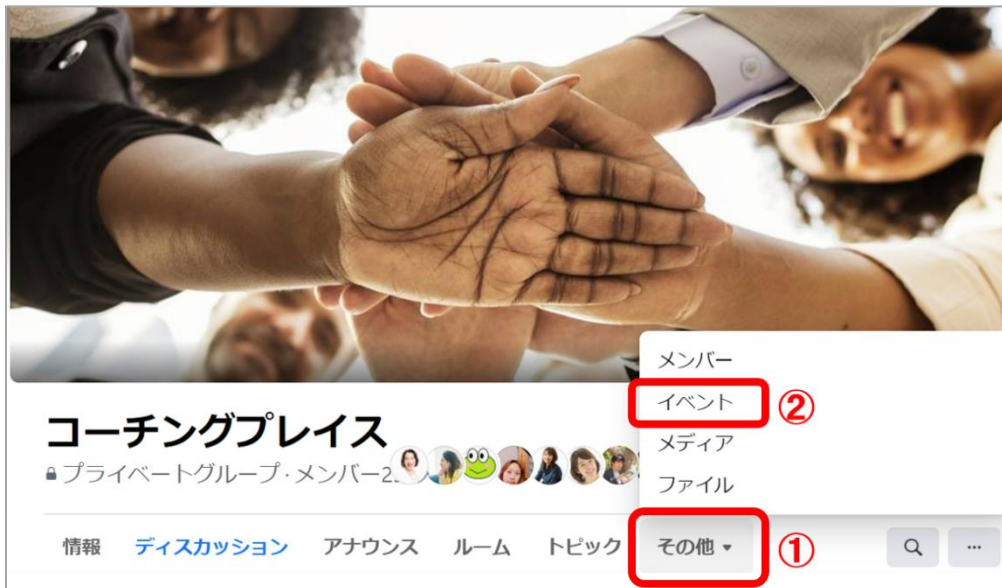 メンバー
イベント ②
メディア
ファイル
コーチングプレイス
プライベートグループ・メンバー2
情報 ディスカッション アナウンス ルーム トピック その他 ▼ ① ...